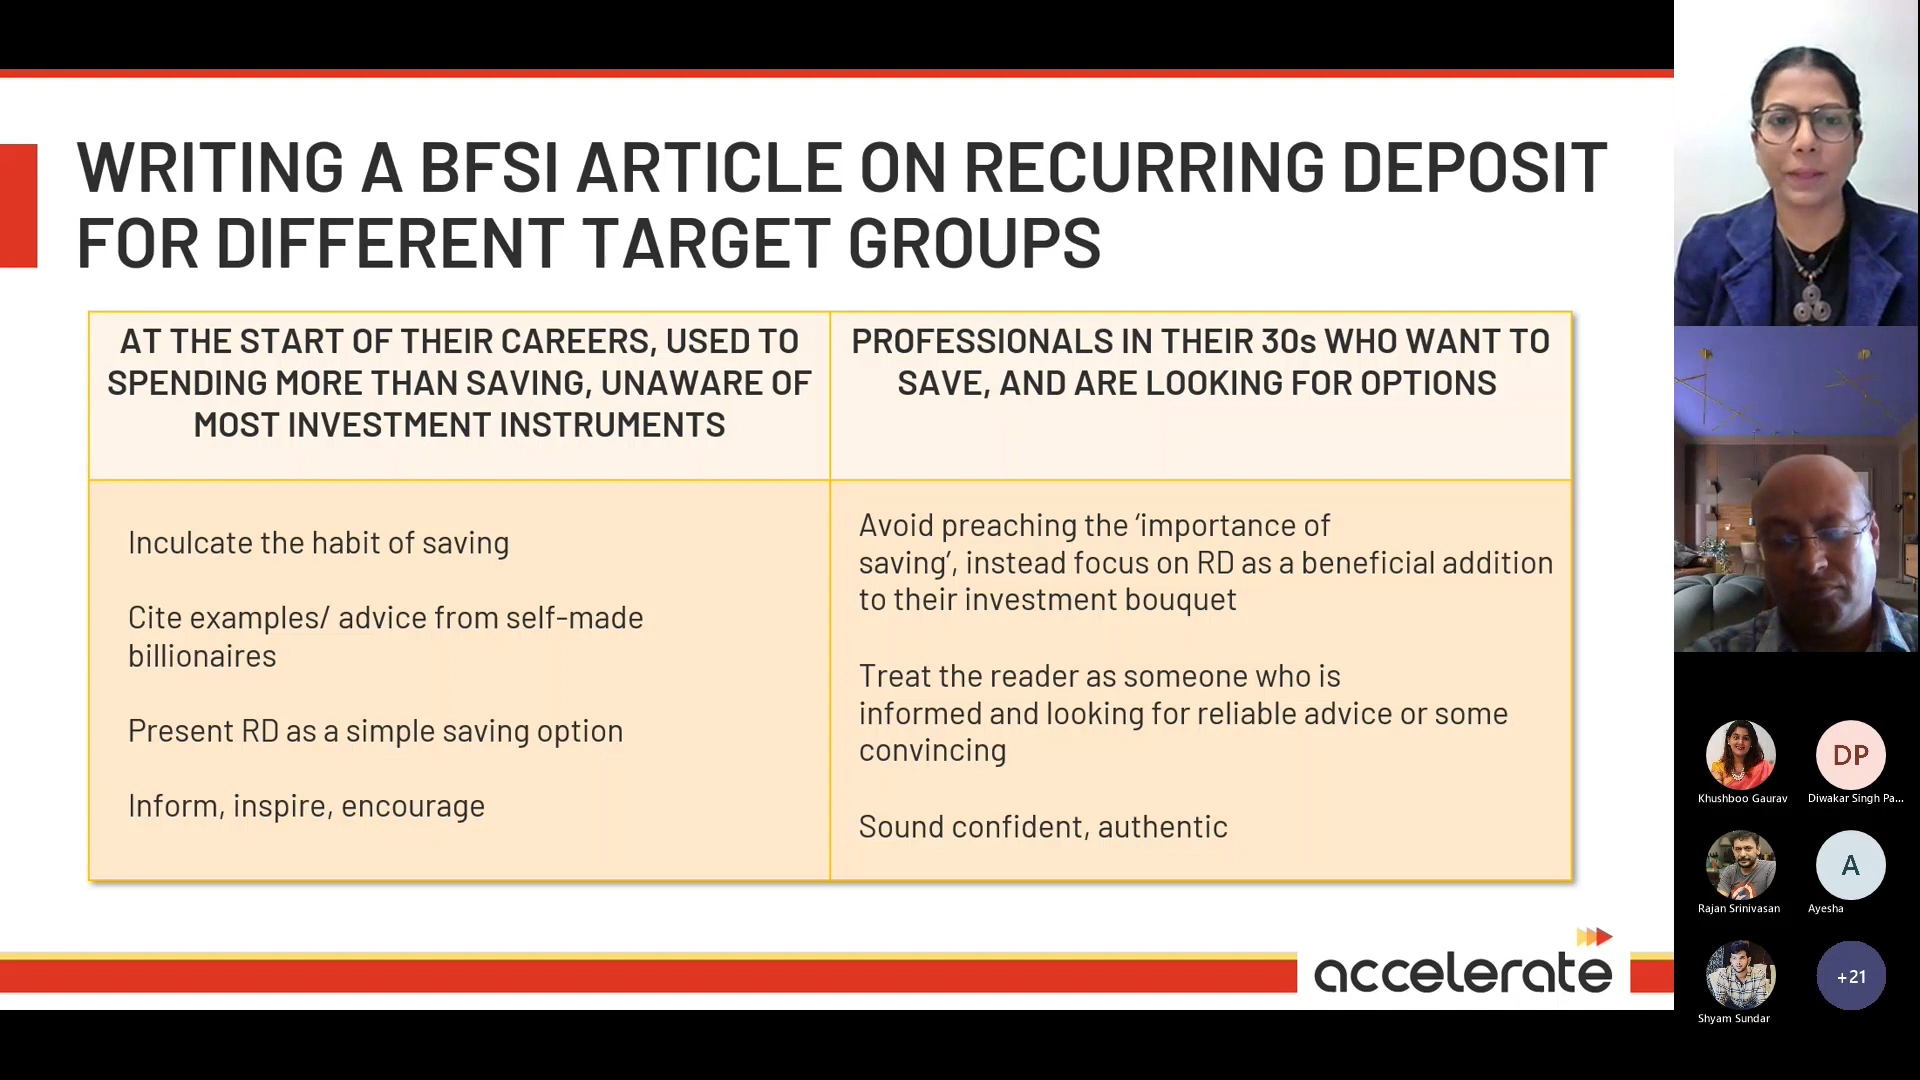 WRITING A BFSI ARTICLE ON RECURRING DEPOSIT
FOR DIFFERENT TARGET GROUPS
AT THE START OF THEIR CAREERS, USED TO
SPENDING MORE THAN SAVING, UNAWARE OF
MOST INVESTMENT INSTRUMENTS
PROFESSIONALS IN THEIR 30s WHO WANT TO
SAVE, AND ARE LOOKING FOR OPTIONS
Inculcate the habit of saving
Cite examples/ advice from self-made
billionaires
Present RD as a simple saving option
Inform, inspire, encourage
Avoid preaching the ‘importance of
saving’, instead focus on RD as a beneficial addition
to their investment bouquet
Treat the reader as someone who is
informed and looking for reliable advice or some
convincing
Sound confident, authentic
accelerate
DP
Khushboo Gaurav
Diwakar Singh Pa...
A
Rajan Srinivasan
Ayesha
+21
Shyam Sundar